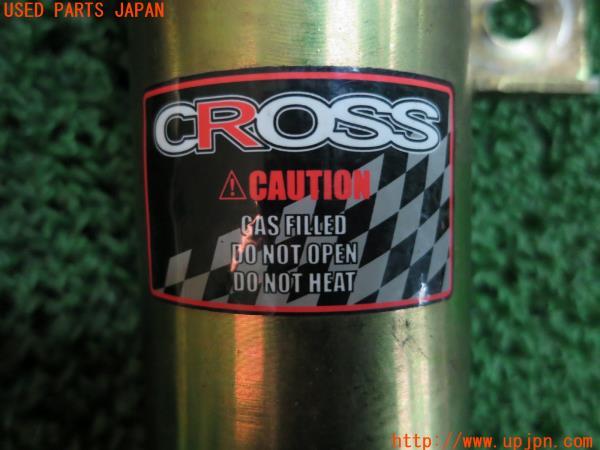 USED PARTS JAPAN
CROSS
⚠CAUTION
GAS FILLED
DO NOT OPEN
DO NOT HEAT
http://www.upjpn.com/